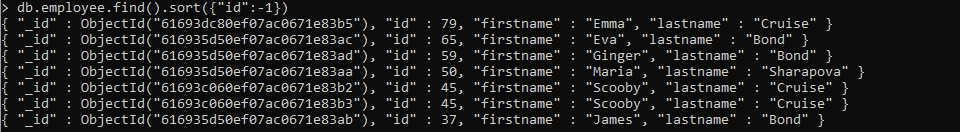 > db.employee.find().sort({"id":-1})
{ "_id" : ObjectId("61693dc80ef07ac0671e83b5"), "id" : 79, "firstname" : "Emma", "lastname" : "Cruise" }
{ "_id" : ObjectId("616935d50ef07ac0671e83ac"), "id" : 65, "firstname" : "Eva", "lastname" : "Bond" }
{ "_id" : ObjectId("616935d50ef07ac0671e83ad"), "id" : 59, "firstname" : "Ginger", "lastname" : "Bond" }
{ "_id" : ObjectId("616935d50ef07ac0671e83aa"), "id" : 50, "firstname" : "Maria", "lastname" : "Sharapova" }
{ "_id" : ObjectId("61693c060ef07ac0671e83b2"), "id" : 45, "firstname" : "Scooby", "lastname" : "Cruise" }
{ "_id" : ObjectId("61693c060ef07ac0671e83b3"), "id" : 45, "firstname" : "Scooby", "lastname" : "Cruise" }
{ "_id" : ObjectId("616935d50ef07ac0671e83ab"), "id" : 37, "firstname" : "James", "lastname" : "Bond" }